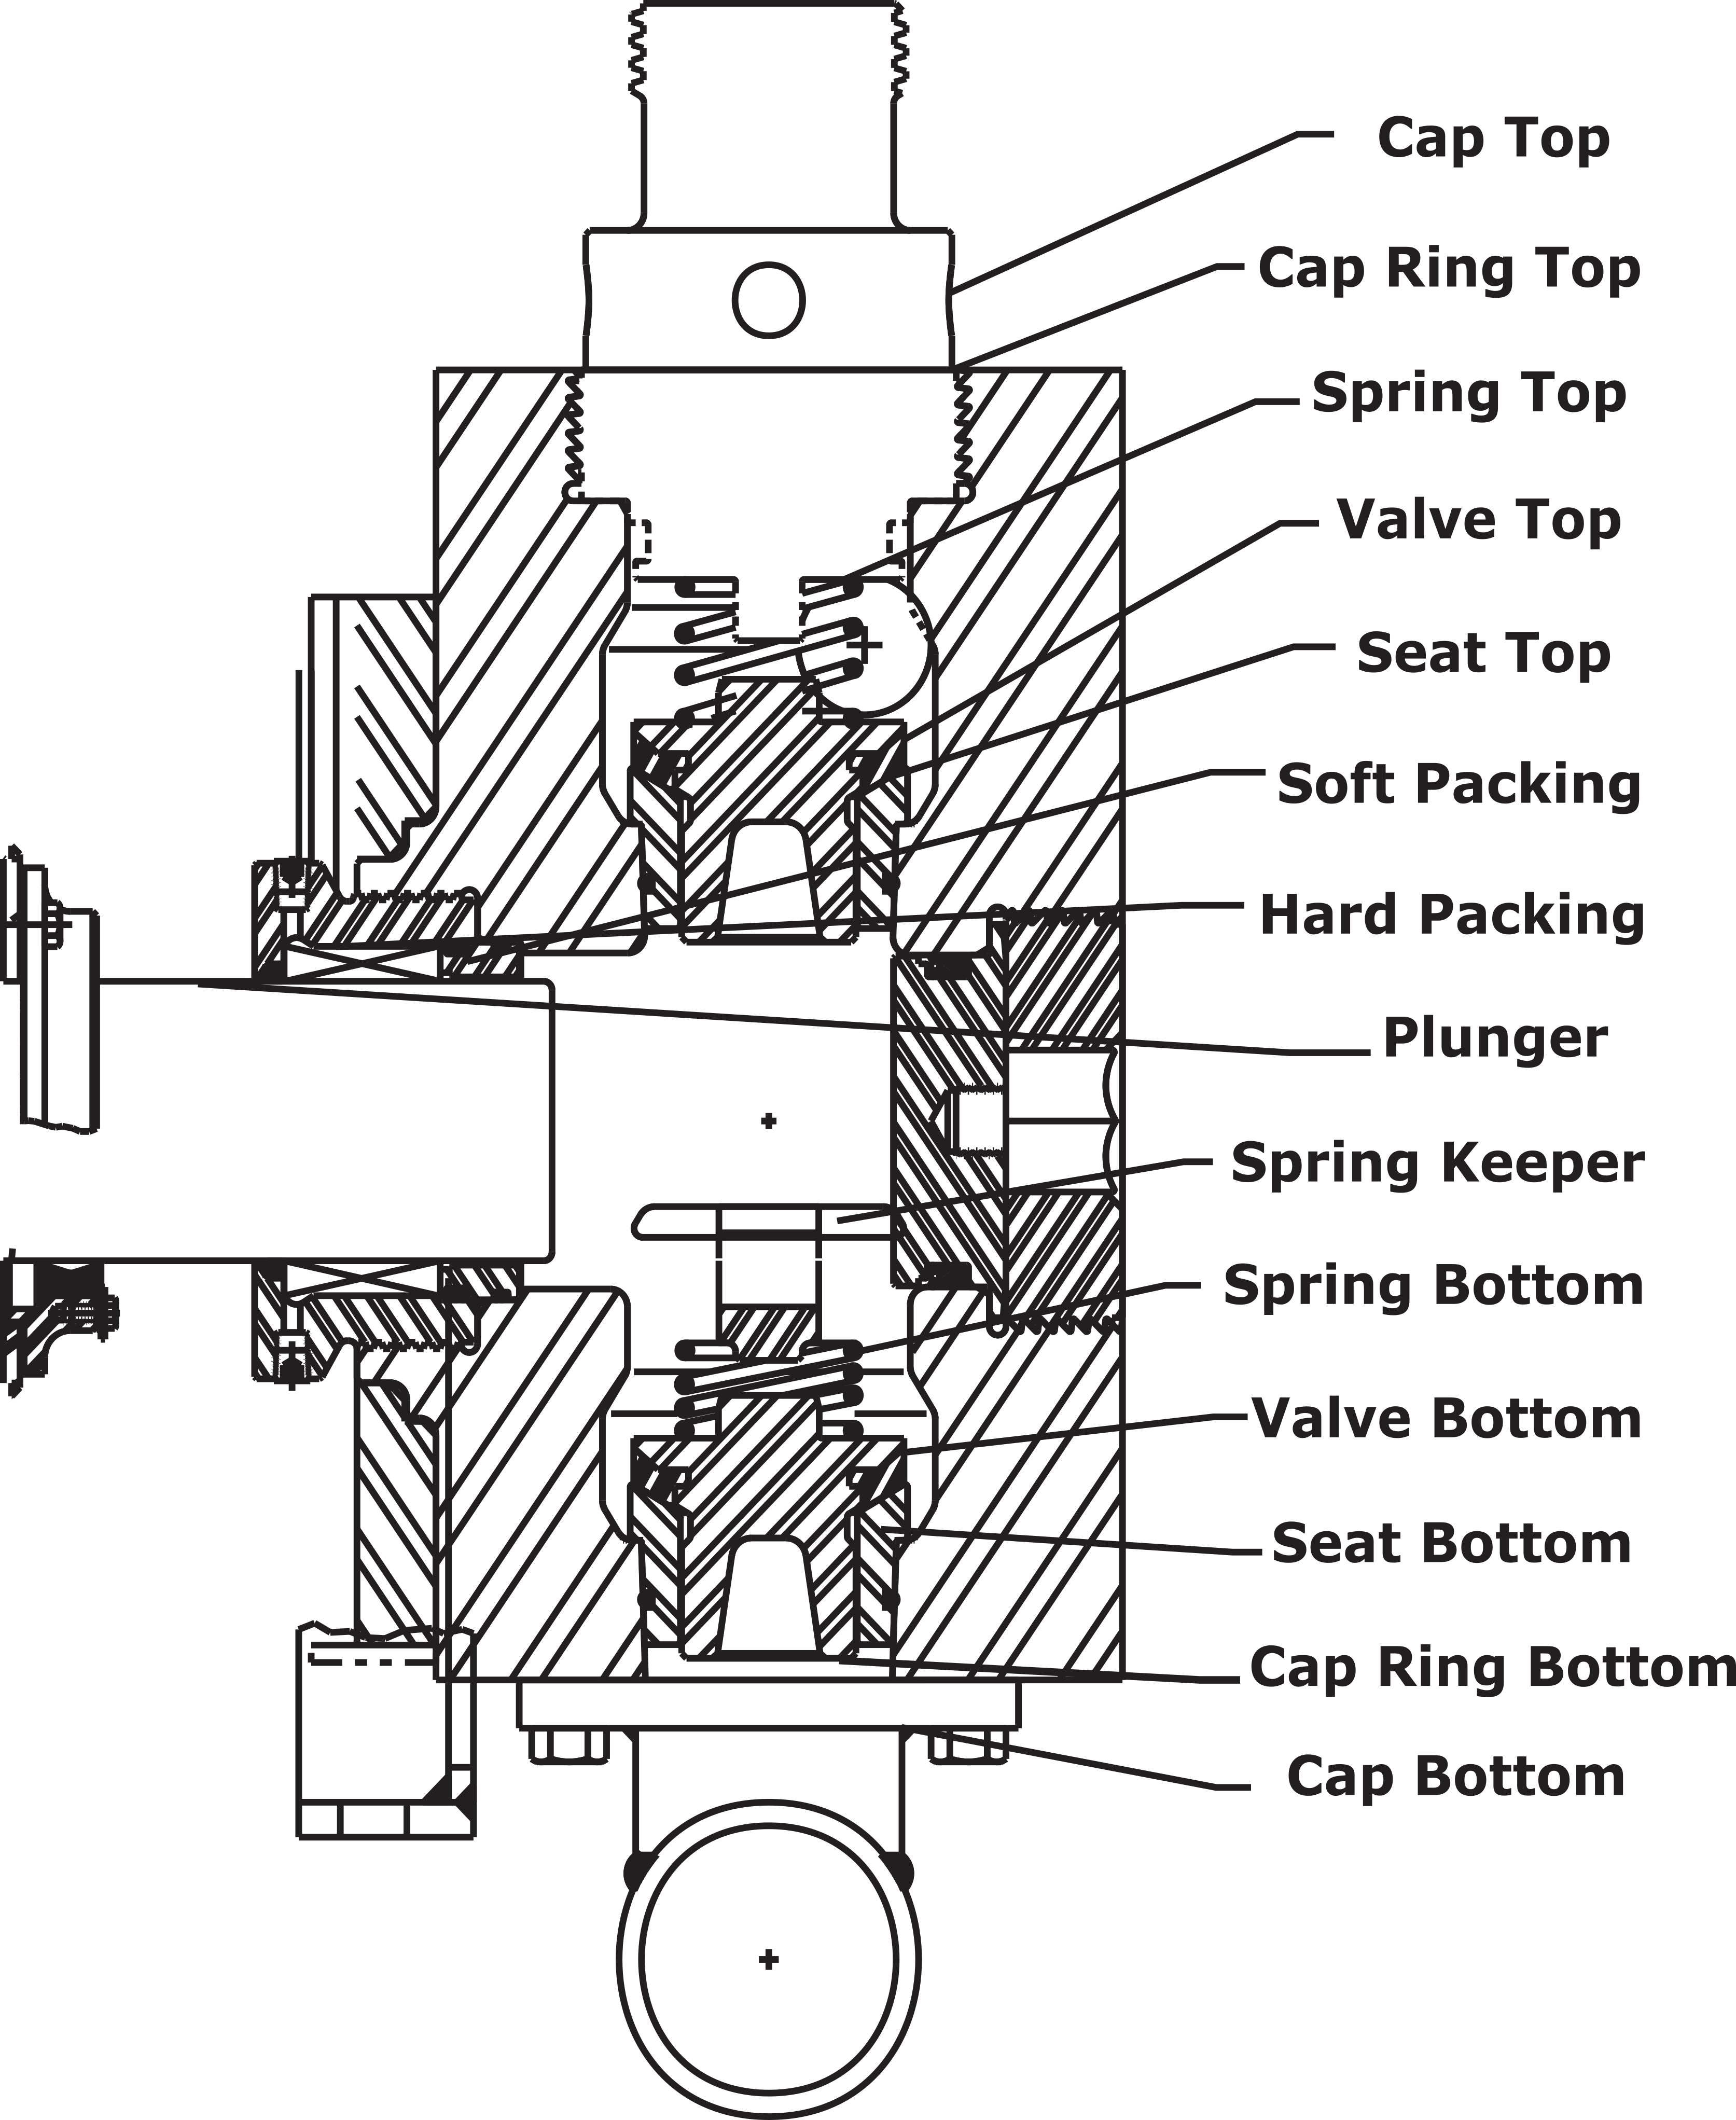 Cap Top
Cap Ring Top
Spring Top
Valve Top
Seat Top
Soft Packing
Hard Packing
Plunger
Spring Keeper
Spring Bottom
Valve Bottom
Seat Bottom
Cap Ring Bottom
Cap Bottom